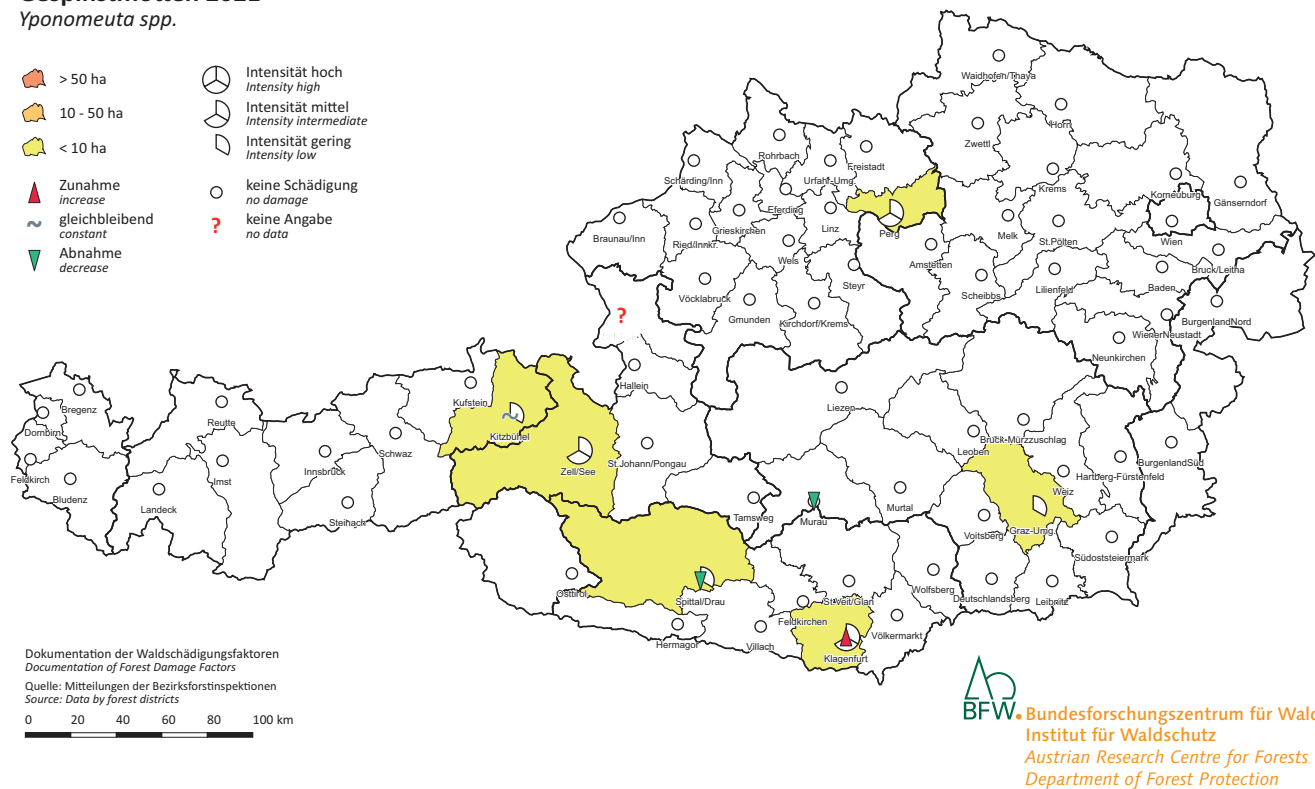 Yponomeuta spp.
> 50 ha
10 - 50 ha
< 10 ha
Zunahme
increase
gleichbleibend
constant
Abnahme
decrease
Intensität hoch
Intensity high
Intensität mittel
Intensity intermediate
Intensität gering
Intensity low
keine Schädigung
no damage
?
keine Angabe
no data
Waidhofen/Thaya
Horn
Zwettl
Krems
Korneuburg
Gänserndorf
Rohrbach
Freistadt
Schärding/Inn
Urfahr-Umg.
Eferding
Grieskirchen
Linz
Perg
Braunau/Inn
Ried/Innkr.
Wels
Steyr
Amstetten
Melk
St.Pölten
Wien
Bruck/Leitha
Vöcklabruck
Gmunden
Kirchdorf/Krems
Scheibbs
Lilienfeld
Baden
?
WienerNeustadt
BurgenlandNord
Neunkirchen
Hallein
Liezen
Bregenz
Dornbirn
Feldkirch
Bludenz
Reutte
Imst
Landeck
Innsbruck
Steinach
Schwaz
Kufstein
Kitzbühel
Zell/See
St.Johann/Pongau
Tamsweg
Murau
Murtal
Leoben
Bruck-Mürzzuschlag
Weiz
Hartberg-Fürstenfeld
BurgenlandSüd
Graz-Umg.
Voitsberg
Südoststeiermark
Deutschlandsberg
Leibnitz
Osttirol
Spittal/Drau
Hermagor
Villach
Feldkirchen
St.Veit/Glan
Klagenfurt
Völkermarkt
Wolfsberg
Dokumentation der Waldschädigungsfaktoren
Documentation of Forest Damage Factors
Quelle: Mitteilungen der Bezirksforstinspektionen
Source: Data by forest districts
0 20 40 60 80 100 km
BFW.
Bundesforschungszentrum für
Institut für Waldschutz
Austrian Research Centre for Forests
Department of Forest Protection